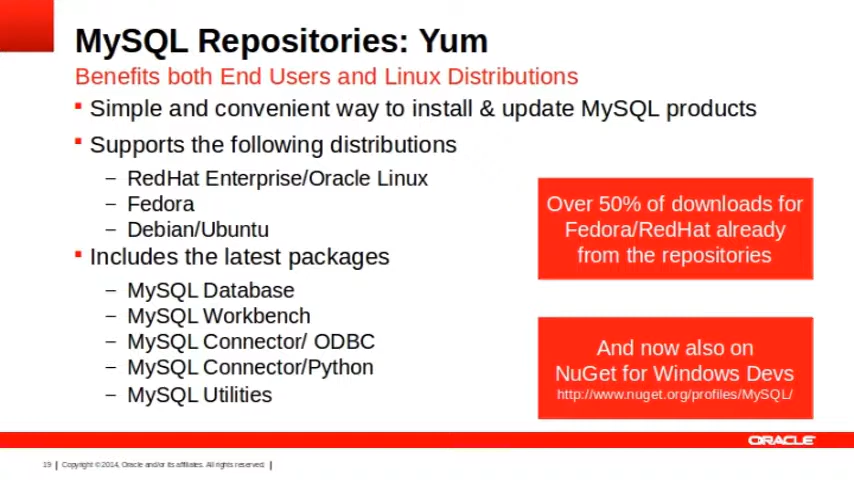 MySQL Repositories: Yum
Benefits both End Users and Linux Distributions
▪ Simple and convenient way to install & update MySQL products
▪ Supports the following distributions
– RedHat Enterprise/Oracle Linux
– Fedora
– Debian/Ubuntu
▪ Includes the latest packages
– MySQL Database
– MySQL Workbench
– MySQL Connector/ ODBC
– MySQL Connector/Python
– MySQL Utilities
Over 50% of downloads for
Fedora/RedHat already
from the repositories
And now also on
NuGet for Windows Devs
http://www.nuget.org/profiles/MySQL/
ORACLE
19 | Copyright © 2014, Oracle and/or its affiliates. All rights reserved. |